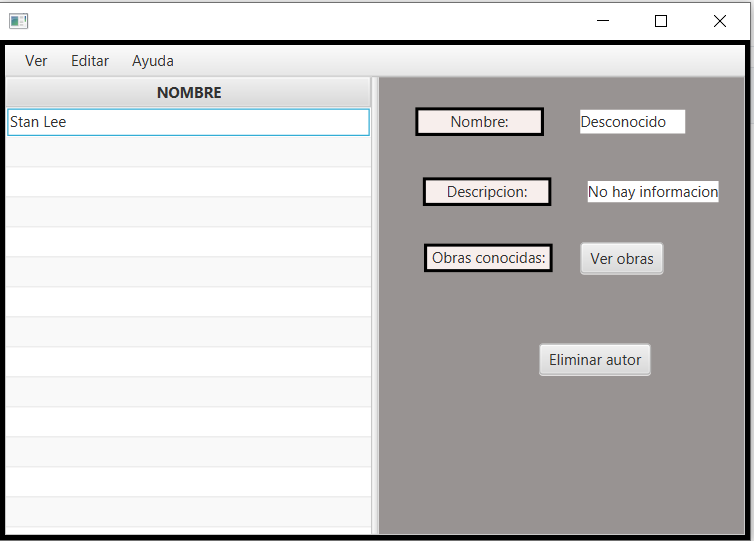 Ver Editar Ayuda
NOMBRE
Stan Lee
Nombre: Desconocido
Descripcion: No hay informacion
Obras conocidas: Ver obras
Eliminar autor